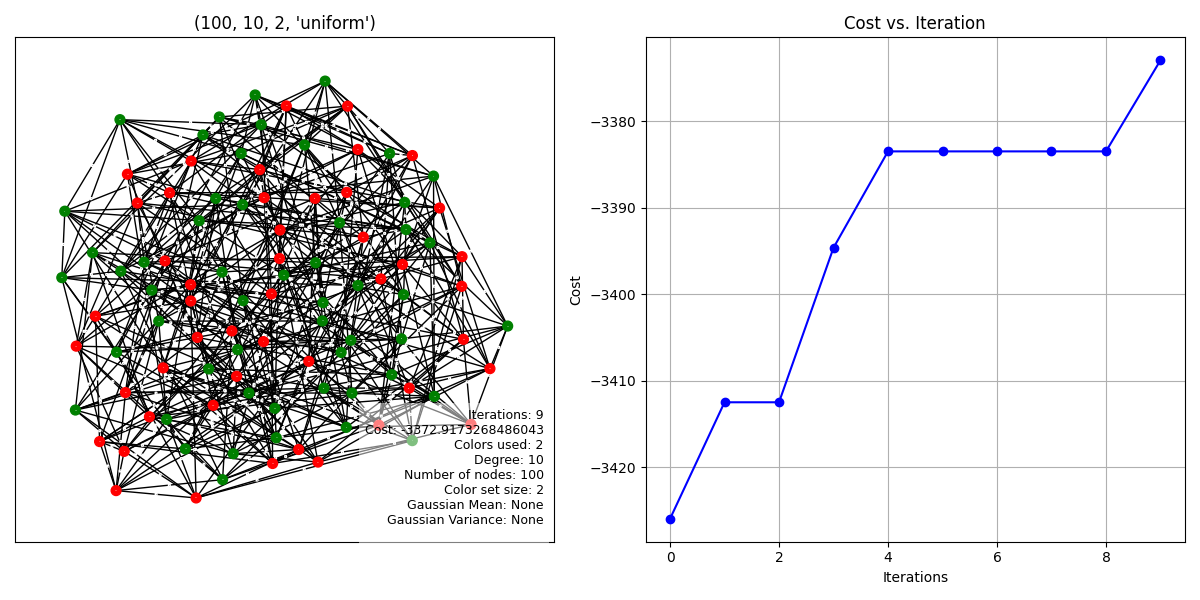 (100, 10, 2, 'uniform')
Iterations: 9
Cost: -3372.9173268486043
Colors used: 2
Degree: 10
Number of nodes: 100
Color set size: 2
Gaussian Mean: None
Gaussian Variance: None
Cost vs. Iteration
Cost
−3380
−3390
−3400
−3410
−3420
0 2 4 6 8
Iterations